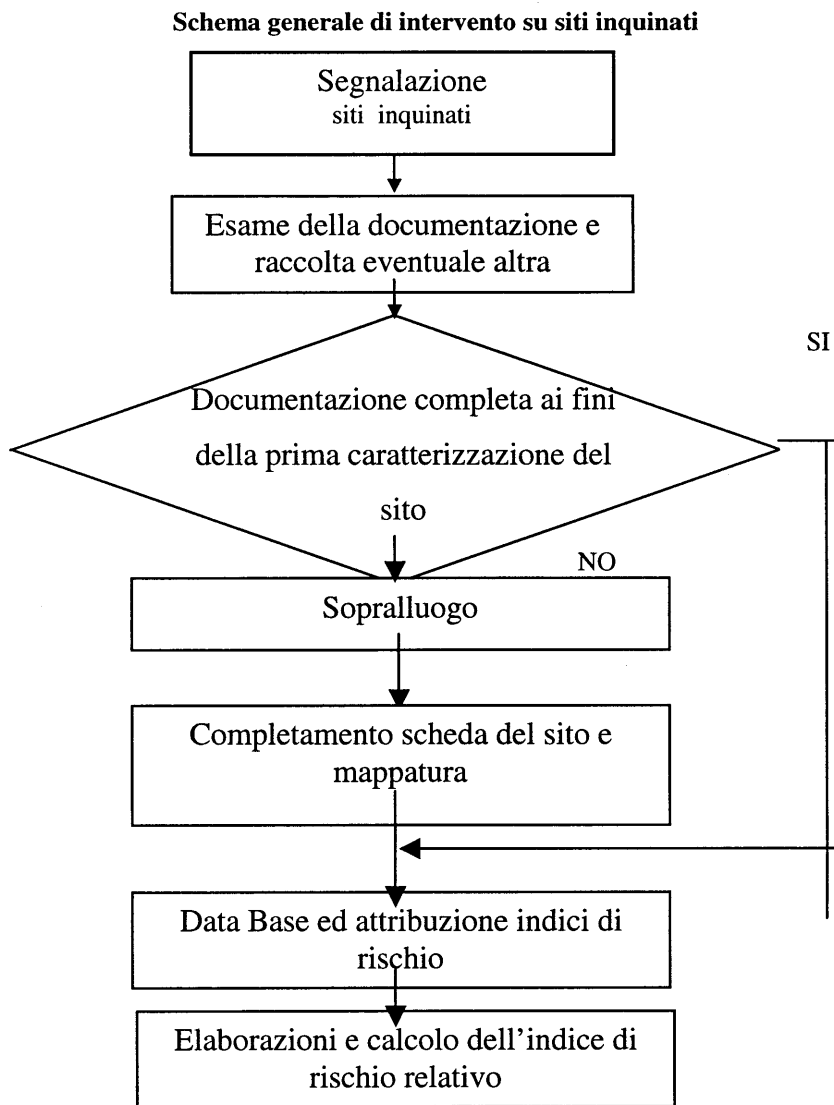 Schema generale di intervento su siti inquinati
Segnalazione
siti inquinati
Esame della documentazione e
raccolta eventuale altra
SI
Documentazione completa ai fini
della prima caratterizzazione del
sito
NO
Sopralluogo
Completamento scheda del sito e
mappatura
Data Base ed attribuzione indici di
rischio
Elaborazioni e calcolo dell'indice di
rischio relativo